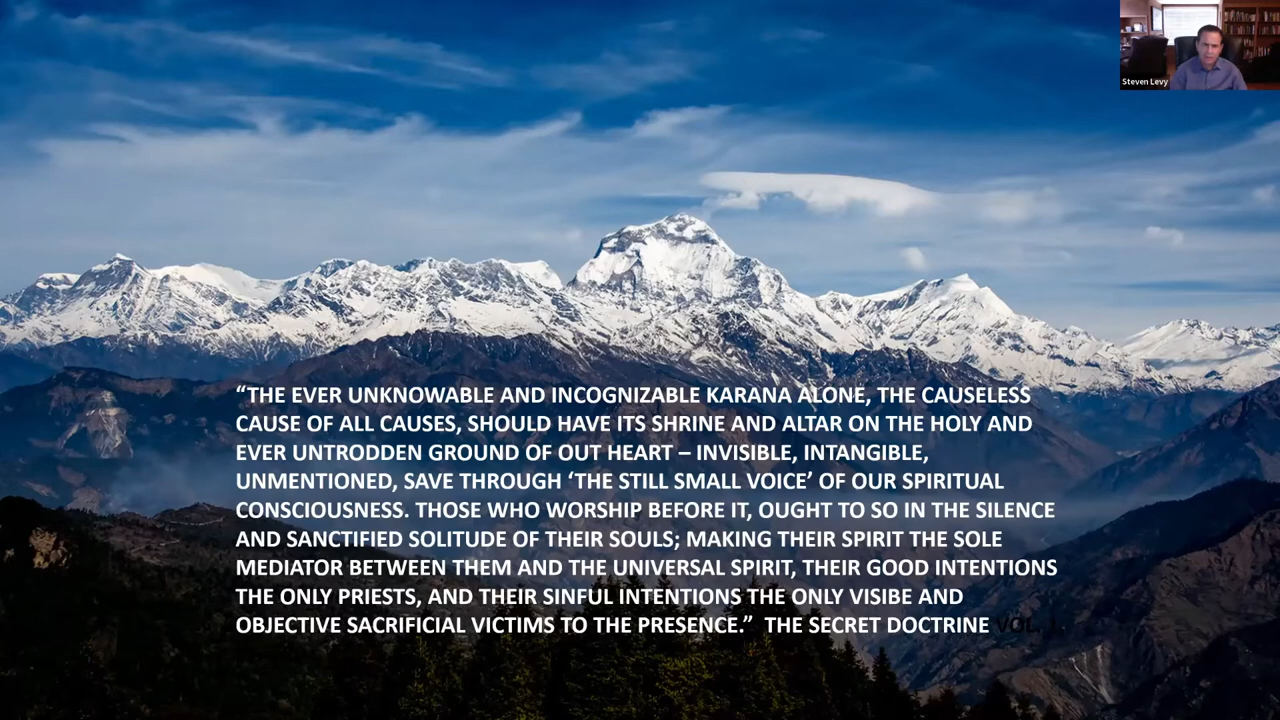 Steven Levy
“THE EVER UNKNOWABLE AND INCOGNIZABLE KARANA ALONE, THE CAUSELESS
CAUSE OF ALL CAUSES, SHOULD HAVE ITS SHRINE AND ALTAR ON THE HOLY AND
EVER UNTRODDEN GROUND OF OUT HEART – INVISIBLE, INTANGIBLE,
UNMENTIONED, SAVE THROUGH ‘THE STILL SMALL VOICE’ OF OUR SPIRITUAL
CONSCIOUSNESS. THOSE WHO WORSHIP BEFORE IT, OUGHT TO SO IN THE SILENCE
AND SANCTIFIED SOLITUDE OF THEIR SOULS; MAKING THEIR SPIRIT THE SOLE
MEDIATOR BETWEEN THEM AND THE UNIVERSAL SPIRIT, THEIR GOOD INTENTIONS
THE ONLY PRIESTS, AND THEIR SINFUL INTENTIONS THE ONLY VISIBE AND
OBJECTIVE SACRIFICIAL VICTIMS TO THE PRESENCE.” THE SECRET DOCTRINE VOL. 1.